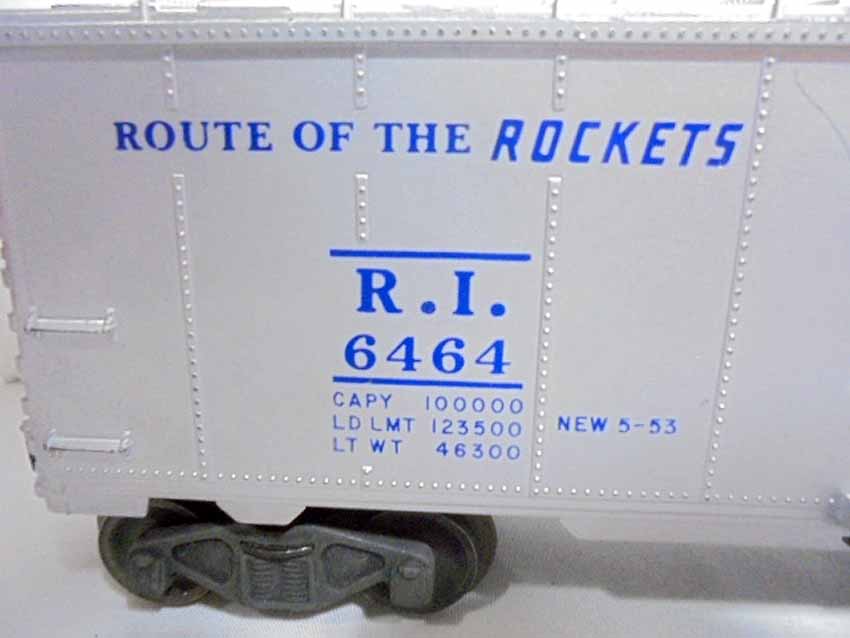 ROUTE OF THE ROCKETS
R.I.
6464
CAPY 100000
LD LMT 123500
LT WT 46300
NEW 5-53